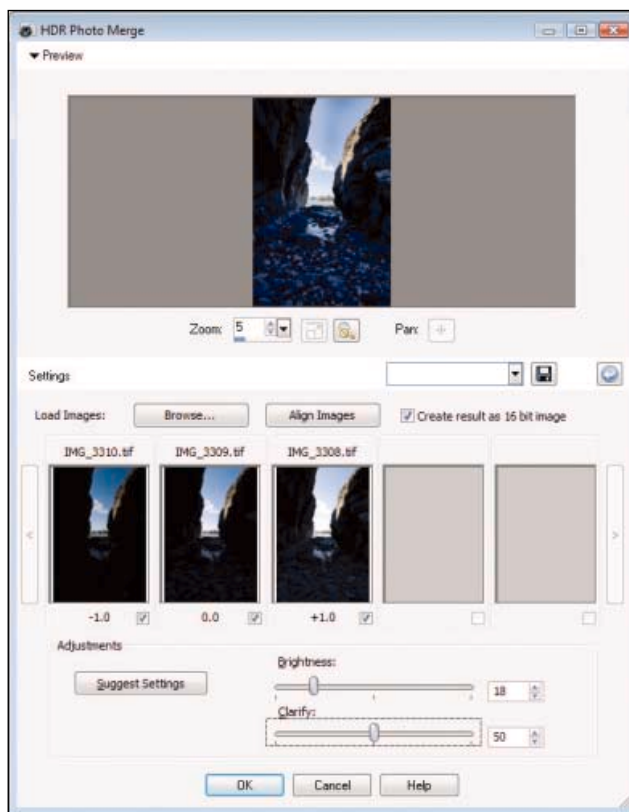 HDR Photo Merge
Preview
Zoom: 5 Pan:
Settings
Load Images: Browse... Align Images Create result as 16 bit image
IMG_3310.tif IMG_3309.tif IMG_3308.tif
< >
-1.0 0.0 +1.0
Adjustments
Suggest Settings
Brightness:
18
Clarify:
50
OK Cancel Help